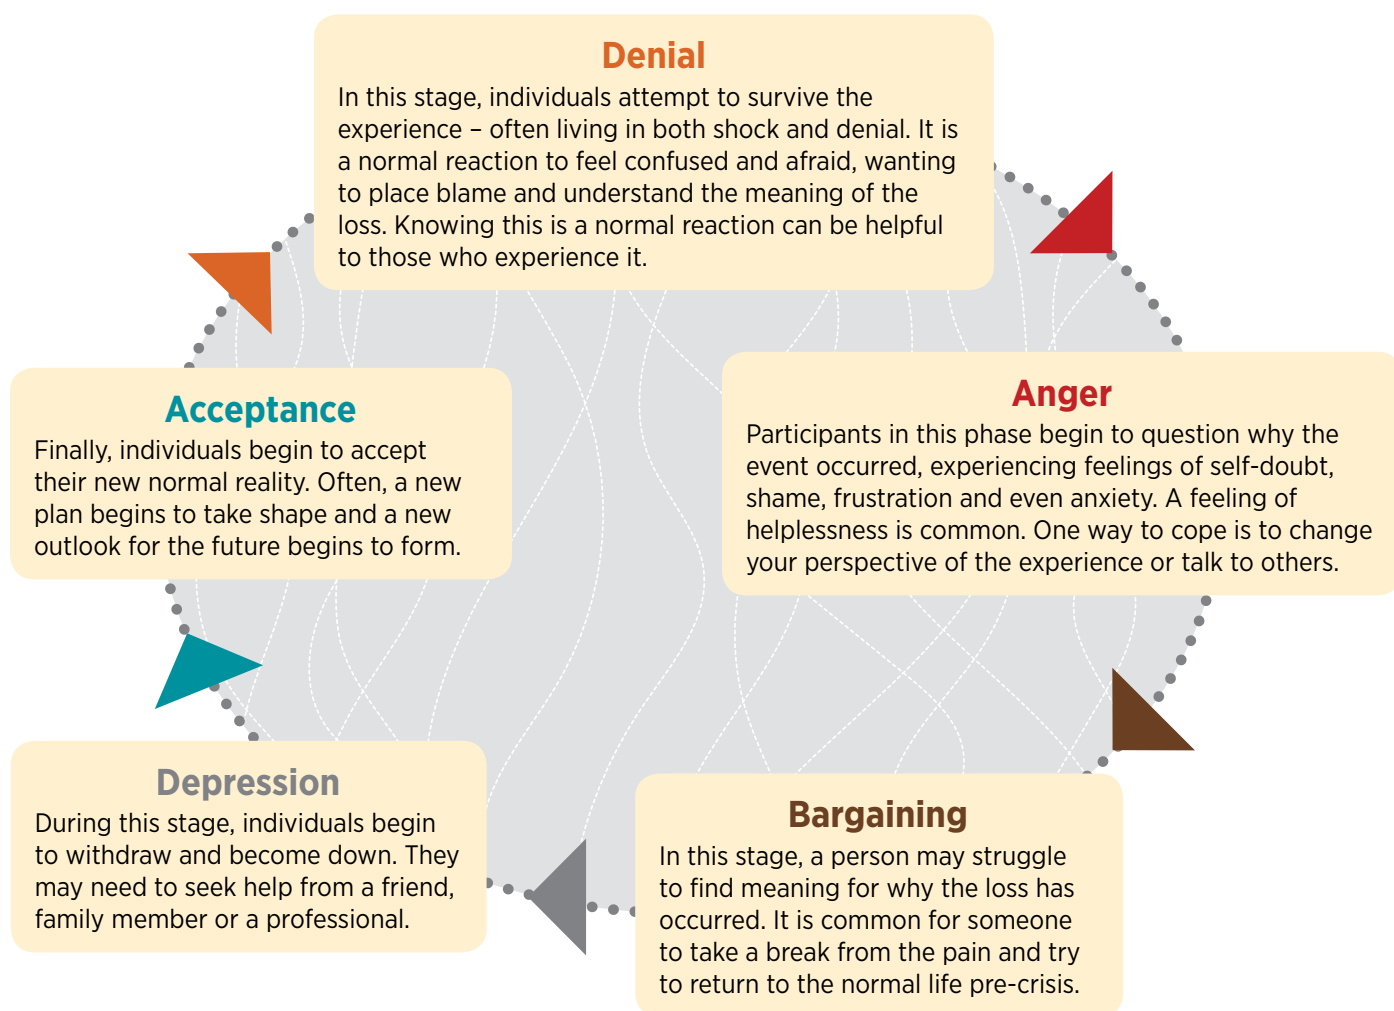 Denial
In this stage, individuals attempt to survive the
experience – often living in both shock and denial. It is
a normal reaction to feel confused and afraid, wanting
to place blame and understand the meaning of the
loss. Knowing this is a normal reaction can be helpful
to those who experience it.
Anger
Participants in this phase begin to question why the
event occurred, experiencing feelings of self-doubt,
shame, frustration and even anxiety. A feeling of
helplessness is common. One way to cope is to change
your perspective of the experience or talk to others.
Bargaining
In this stage, a person may struggle
to find meaning for why the loss has
occurred. It is common for someone
to take a break from the pain and try
to return to the normal life pre-crisis.
Depression
During this stage, individuals begin
to withdraw and become down. They
may need to seek help from a friend,
family member or a professional.
Acceptance
Finally, individuals begin to accept
their new normal reality. Often, a new
plan begins to take shape and a new
outlook for the future begins to form.